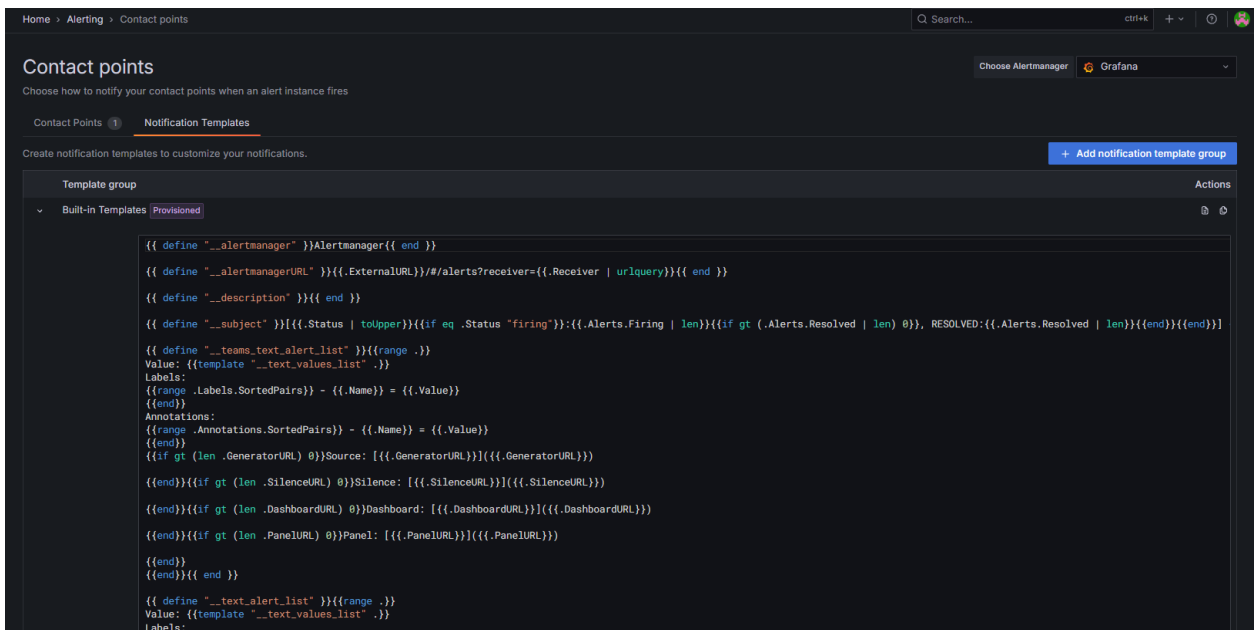 Home > Alerting > Contact points
Search...
ctrl+k
Contact points
Choose Alertmanager
Grafana
Choose how to notify your contact points when an alert instance fires
Contact Points 1
Notification Templates
Create notification templates to customize your notifications.
+ Add notification template group
Template group
Actions
Built-in Templates Provisioned
{{ define "__alertmanager" }}Alertmanager{{ end }}
{{ define "__alertmanagerURL" }}{{.ExternalURL}}/#/alerts?receiver={{.Receiver | urlquery}}{{ end }}
{{ define "__description" }}{{ end }}
{{ define "__subject" }}[{{.Status | toUpper}}{{if eq .Status "firing"}}:{{.Alerts.Firing | len}}{{if gt (.Alerts.Resolved | len) 0}}, RESOLVED:{{.Alerts.Resolved | len}}{{end}}{{end}}]
{{ define "__teams_text_alert_list" }}{{range .}}
Value: {{template "__text_values_list" .}}
Labels:
{{range .Labels.SortedPairs}} - {{.Name}} = {{.Value}}
{{end}}
Annotations:
{{range .Annotations.SortedPairs}} - {{.Name}} = {{.Value}}
{{end}}
{{if gt (len .GeneratorURL) 0}}Source: [{{.GeneratorURL}}]({{.GeneratorURL}})
{{end}}{{if gt (len .SilenceURL) 0}}Silence: [{{.SilenceURL}}]({{.SilenceURL}})
{{end}}{{if gt (len .DashboardURL) 0}}Dashboard: [{{.DashboardURL}}]({{.DashboardURL}})
{{end}}{{if gt (len .PanelURL) 0}}Panel: [{{.PanelURL}}]({{.PanelURL}})
{{end}}
{{end}}{{ end }}
{{ define "__text_alert_list" }}{{range .}}
Value: {{template "__text_values_list" .}}
Labels: